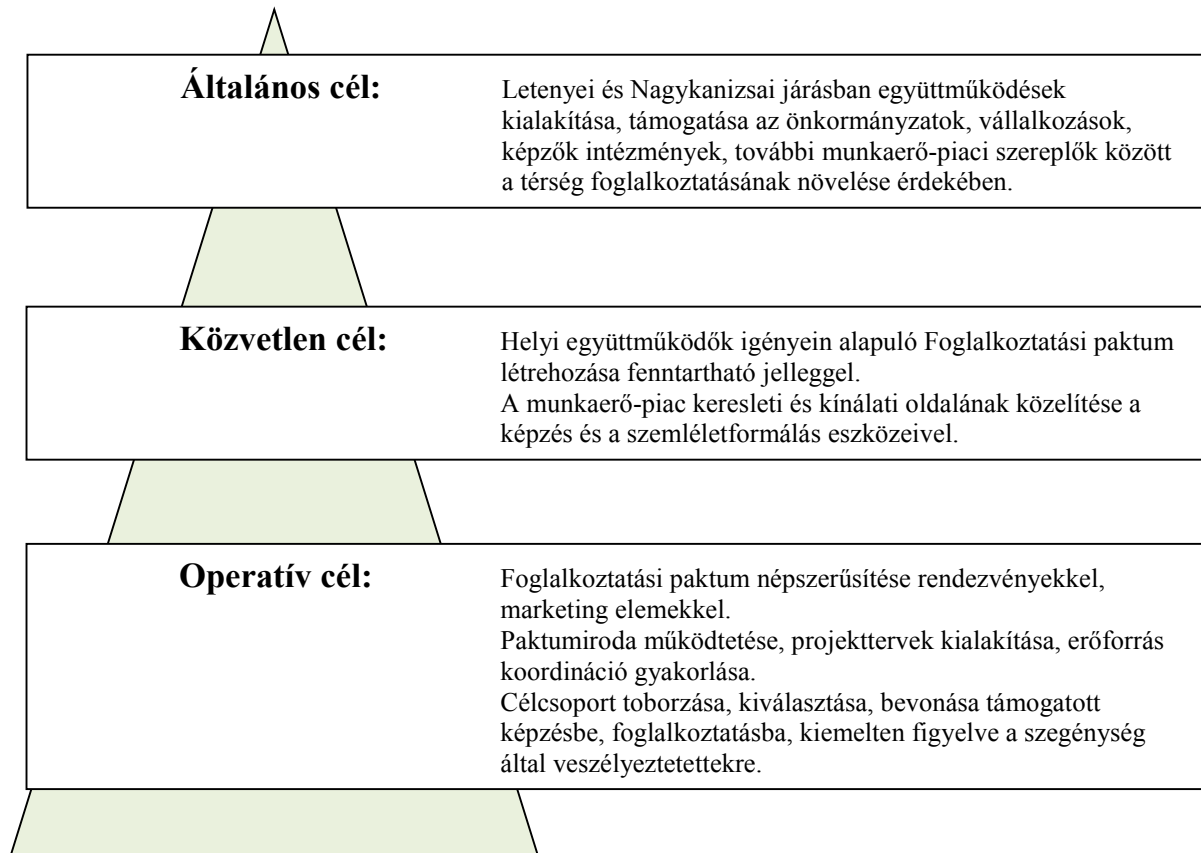 Általános cél:
Letenyei és Nagykanizsai járásban együttműködések
kialakítása, támogatása az önkormányzatok, vállalkozások,
képzők intézmények, további munkaerő-piaci szereplők között
a térség foglalkoztatásának növelése érdekében.
Közvetlen cél:
Helyi együttműködők igényein alapuló Foglalkoztatási paktum
létrehozása fenntartható jelleggel.
A munkaerő-piac keresleti és kínálati oldalának közelítése a
képzés és a szemléletformálás eszközeivel.
Operatív cél:
Foglalkoztatási paktum népszerűsítése rendezvényekkel,
marketing elemekkel.
Paktumiroda működtetése, projekttervek kialakítása, erőforrás
koordináció gyakorlása.
Célcsoport toborzása, kiválasztása, bevonása támogatott
képzésbe, foglalkoztatásba, kiemelten figyelve a szegénység
által veszélyeztetettekre.